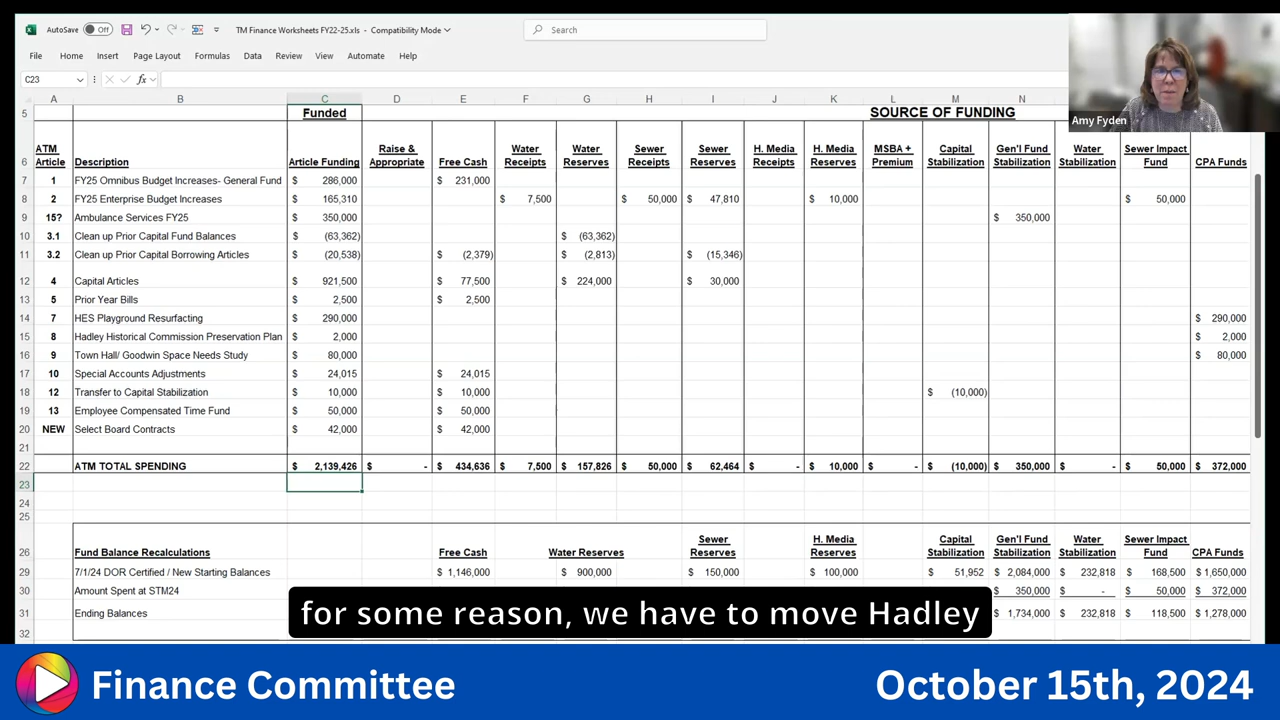 AutoSave Off TM Finance Worksheets FY22-25.xls - Compatibility Mode Search
File Home Insert Page Layout Formulas Data Review View Automate Help
C23 fx
A B C D E F G H I J K L M N
5 Funded SOURCE OF FUNDING
ATM Raise & Water Water Sewer Sewer H. Media H. Media MSBA + Capital Gen'l Fund Water Sewer Impact
6 Article Description Article Funding Appropriate Free Cash Receipts Reserves Receipts Reserves Receipts Reserves Premium Stabilization Stabilization Stabilization Fund CPA Funds
7 1 FY25 Omnibus Budget Increases- General Fund $ 286,000 $ 231,000
8 2 FY25 Enterprise Budget Increases $ 165,310 $ 7,500 $ 50,000 $ 47,810 $ 10,000 $ 50,000
9 15? Ambulance Services FY25 $ 350,000 $ 350,000
10 3.1 Clean up Prior Capital Fund Balances $ (63,362) $ (63,362)
11 3.2 Clean up Prior Capital Borrowing Articles $ (20,538) $ (2,379) $ (2,813) $ (15,346)
12 4 Capital Articles $ 921,500 $ 77,500 $ 224,000 $ 30,000
13 5 Prior Year Bills $ 2,500 $ 2,500
14 7 HES Playground Resurfacting $ 290,000 $ 290,000
15 8 Hadley Historical Commission Preservation Plan $ 2,000 $ 2,000
16 9 Town Hall/ Goodwin Space Needs Study $ 80,000 $ 80,000
17 10 Special Accounts Adjustments $ 24,015 $ 24,015
18 12 Transfer to Capital Stabilization $ 10,000 $ 10,000 $ (10,000)
19 13 Employee Compensated Time Fund $ 50,000 $ 50,000
20 NEW Select Board Contracts $ 42,000 $ 42,000
21
22 ATM TOTAL SPENDING $ 2,139,426 $ - $ 434,636 $ 7,500 $ 157,826 $ 50,000 $ 62,464 $ - $ 10,000 $ - $ (10,000) $ 350,000 $ - $ 50,000 $ 372,000
23
24
25
Sewer H. Media Capital Gen'l Fund Water Sewer Impact
26 Fund Balance Recalculations Free Cash Water Reserves Reserves Reserves Stabilization Stabilization Stabilization Fund CPA Funds
29 7/1/24 DOR Certified / New Starting Balances $ 1,146,000 $ 900,000 $ 150,000 $ 100,000 $ 51,952 $ 2,084,000 $ 232,818 $ 168,500 $ 1,650,000
30 Amount Spent at STM24 350,000 $ - $ 50,000 $ 372,000
31 Ending Balances $ 1,734,000 $ 232,818 $ 118,500 $ 1,278,000
32
Amy Fyden
for some reason, we have to move Hadley
Finance Committee October 15th, 2024